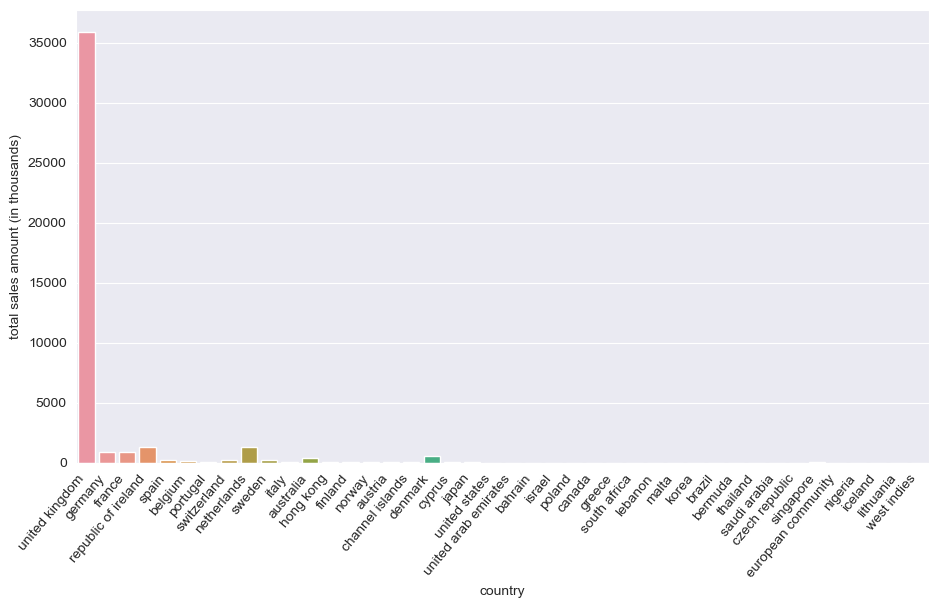 total sales amount (in thousands)
35000
30000
25000
20000
15000
10000
5000
0
united kingdom
germany
france
republic of ireland
spain
belgium
portugal
switzerland
netherlands
sweden
italy
australia
hong kong
finland
norway
austria
channel islands
denmark
cyprus
japan
united states
united arab emirates
bahrain
israel
poland
canada
greece
south africa
lebanon
malta
korea
brazil
bermuda
thailand
saudi arabia
czech republic
singapore
european community
nigeria
iceland
lithuania
west indies
country